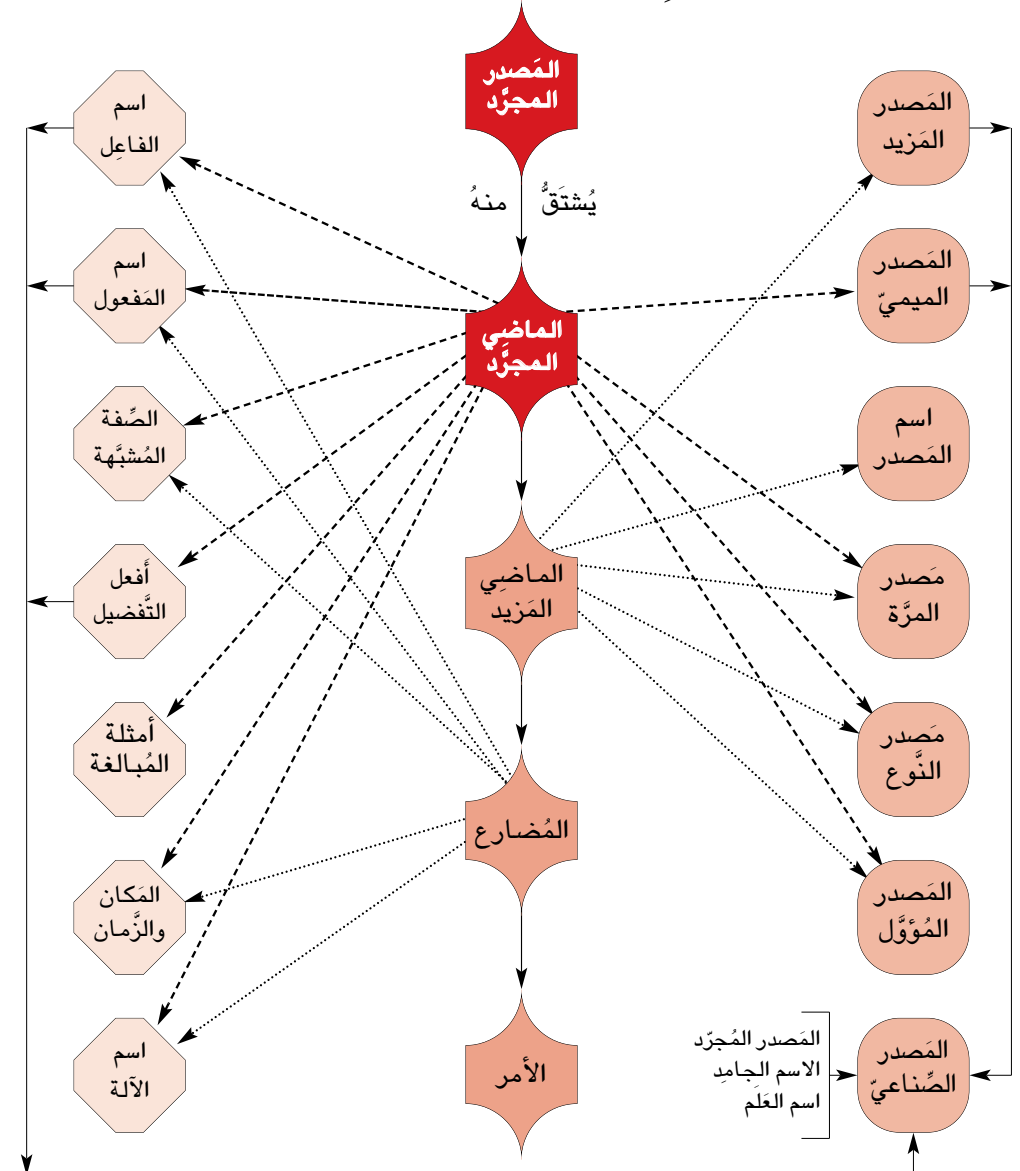 المَصدر
المجرَّد
يُشتَقُّ منهُ
الماضِي
المجرَّد
الماضِي
المَزيد
المُضارع
الأمر
المَصدر
المَزيد
المَصدر
الميميّ
اسم
المَصدر
مَصدر
المرَّة
مَصدر
النَّوع
المَصدر
المُؤوَّل
المَصدر
الصِّناعيّ
المَصدر المُجرّد
الاسم الجامِد
اسم العَلَم
اسم
الفاعِل
اسم
المَفعول
الصِّفة
المُشبَّهة
أَفعل
التَّفضيل
أمثلة
المُبالغة
المَكان
والزَّمان
اسم
الآلة